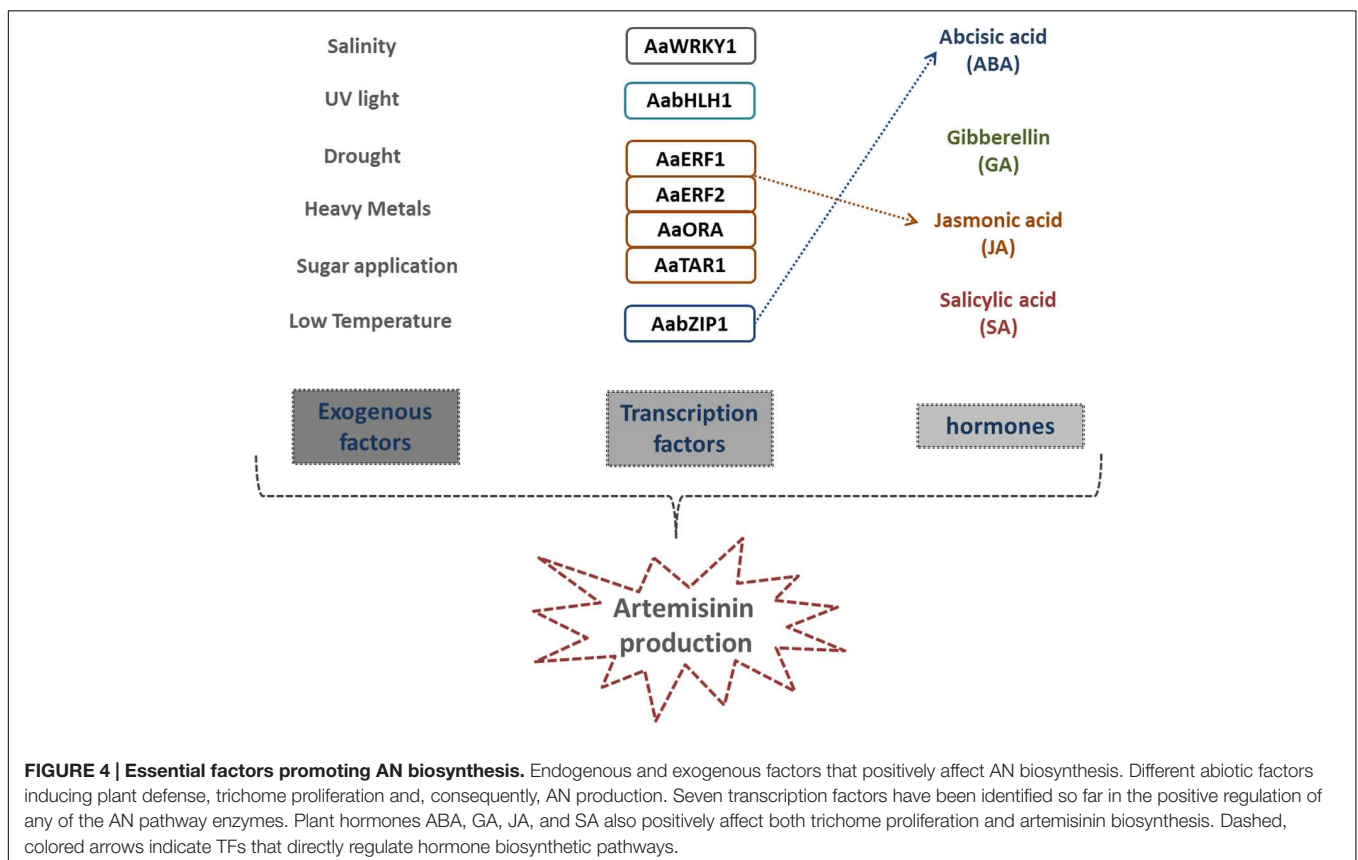 Salinity
UV light
Drought
Heavy Metals
Sugar application
Low Temperature
AaWRKY1
AabHLH1
AaERF1
AaERF2
AaORA
AaTAR1
AabZIP1
Abcisic acid
(ABA)
Gibberellin
(GA)
Jasmonic acid
(JA)
Salicylic acid
(SA)
Exogenous
factors
Transcription
factors
hormones
Artemisinin
production
FIGURE 4 | Essential factors promoting AN biosynthesis. Endogenous and exogenous factors that positively affect AN biosynthesis. Different abiotic factors
inducing plant defense, trichome proliferation and, consequently, AN production. Seven transcription factors have been identified so far in the positive regulation of
any of the AN pathway enzymes. Plant hormones ABA, GA, JA, and SA also positively affect both trichome proliferation and artemisinin biosynthesis. Dashed,
colored arrows indicate TFs that directly regulate hormone biosynthetic pathways.